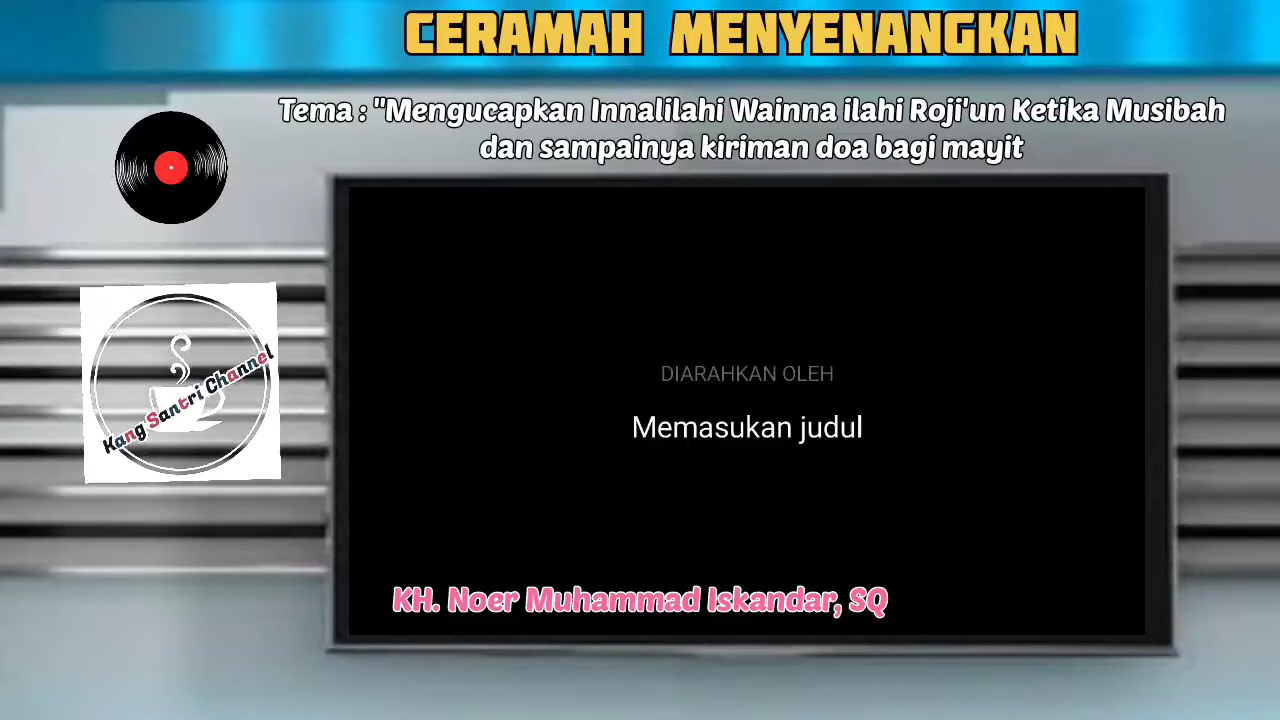 CERAMAH MENYENANGKAN
Tema : "Mengucapkan Innalilahi Wainna ilahi Roji'un Ketika Musibah
dan sampainya kiriman doa bagi mayit
Kang Santri Channel
DIARAHKAN OLEH
Memasukan judul
KH. Noer Muhammad Iskandar, SQ